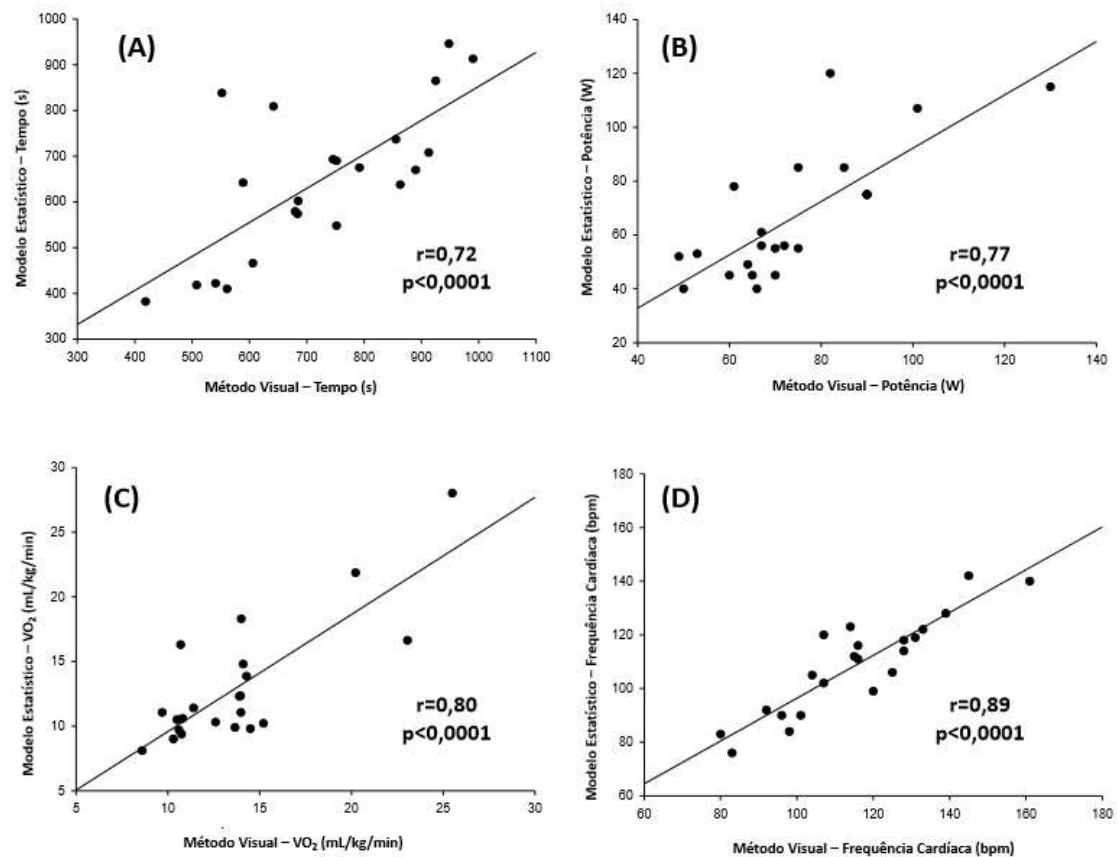 (A)
Modelo Estatístico – Tempo (s)
1000
900
800
700
600
500
400
300
r=0,72
p<0,0001
300 400 500 600 700 800 900 1000 1100
Método Visual – Tempo (s)
(B)
Modelo Estatístico – Potência (W)
140
120
100
80
60
40
20
r=0,77
p<0,0001
40 60 80 100 120 140
Método Visual – Potência (W)
(C)
Modelo Estatístico – VO₂ (mL/kg/min)
30
25
20
15
10
5
r=0,80
p<0,0001
5 10 15 20 25 30
Método Visual – VO₂ (mL/kg/min)
(D)
Modelo Estatístico – Frequência Cardíaca (bpm)
180
160
140
120
100
80
60
r=0,89
p<0,0001
60 80 100 120 140 160 180
Método Visual – Frequência Cardíaca (bpm)